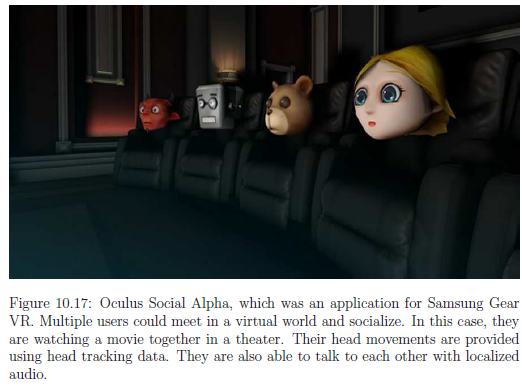 Figure 10.17: Oculus Social Alpha, which was an application for Samsung Gear
VR. Multiple users could meet in a virtual world and socialize. In this case, they
are watching a movie together in a theater. Their head movements are provided
using head tracking data. They are also able to talk to each other with localized
audio.